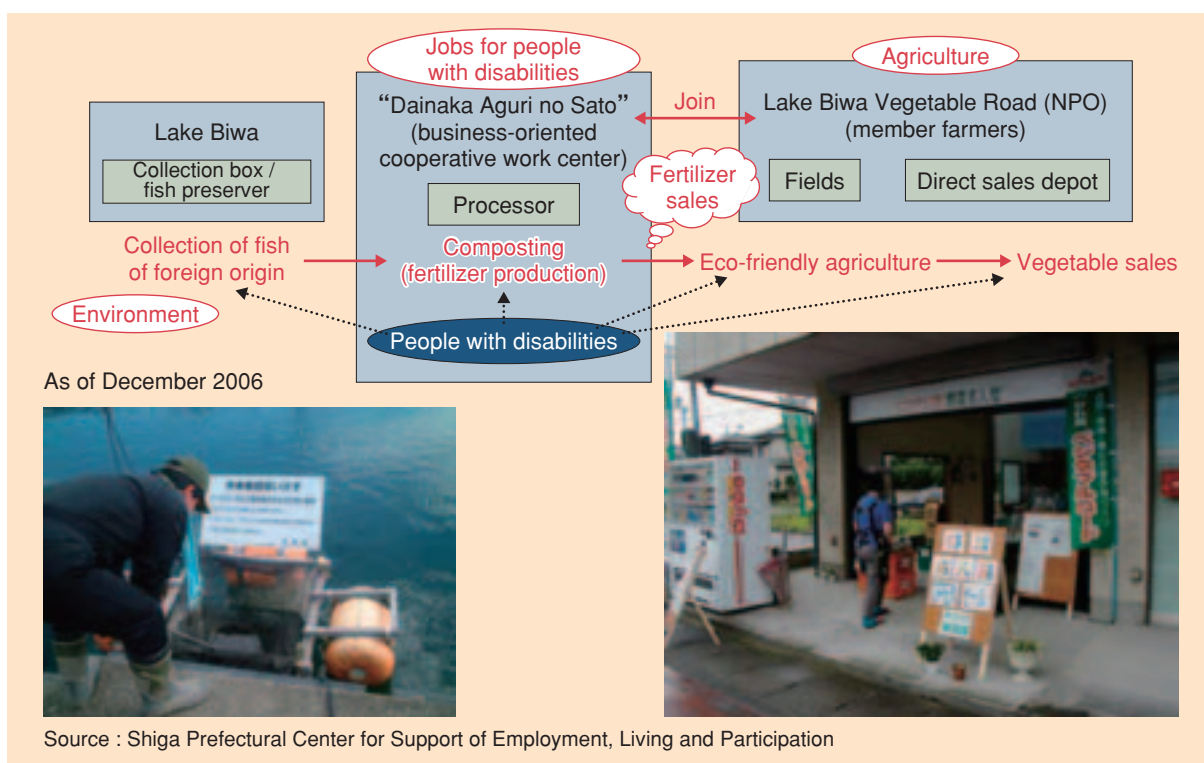 Jobs for people
with disabilities
Agriculture
Lake Biwa
Collection box /
fish preserver
“Dainaka Aguri no Sato”
(business-oriented
cooperative work center)
Processor
Join
Lake Biwa Vegetable Road (NPO)
(member farmers)
Fields
Direct sales depot
Fertilizer
sales
Collection of fish
of foreign origin
Composting
(fertilizer production)
Eco-friendly agriculture
Vegetable sales
Environment
People with disabilities
As of December 2006
Source : Shiga Prefectural Center for Support of Employment, Living and Participation